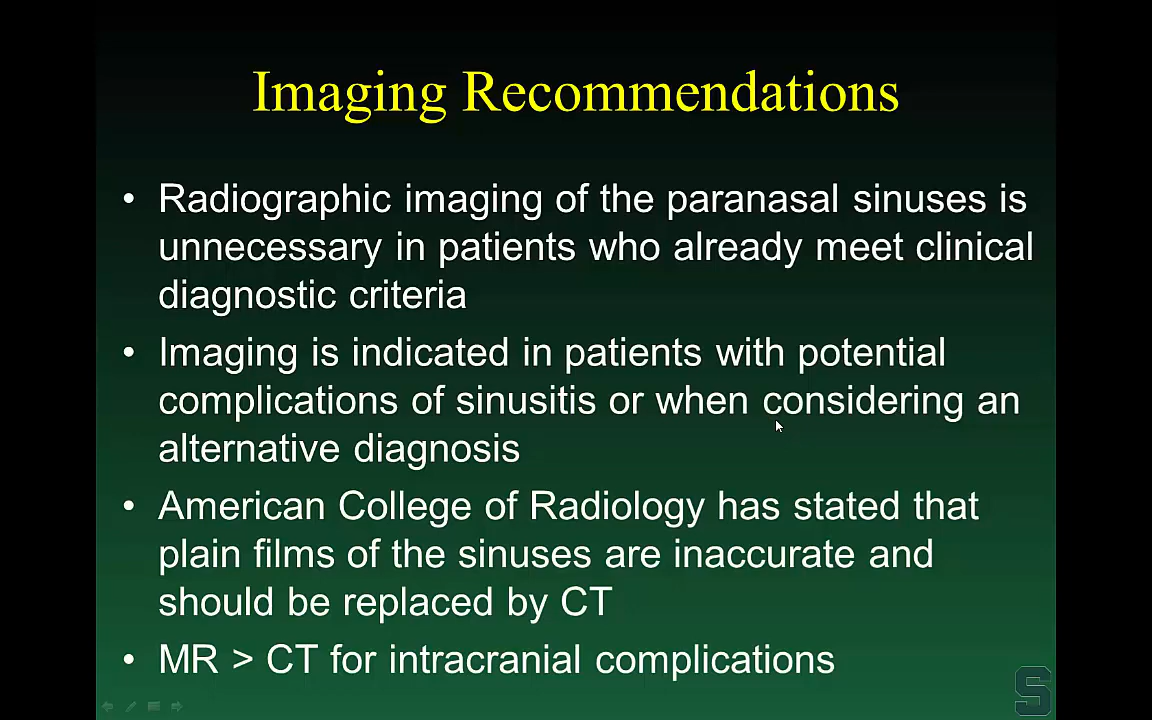 Imaging Recommendations
• Radiographic imaging of the paranasal sinuses is
unnecessary in patients who already meet clinical
diagnostic criteria
• Imaging is indicated in patients with potential
complications of sinusitis or when considering an
alternative diagnosis
• American College of Radiology has stated that
plain films of the sinuses are inaccurate and
should be replaced by CT
• MR > CT for intracranial complications
S